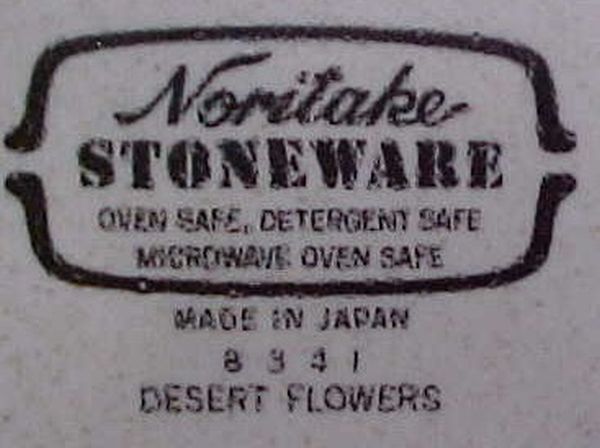 Noritake
STONEWARE
OVEN SAFE, DETERGENT SAFE
MICROWAVE OVEN SAFE
MADE IN JAPAN
8341
DESERT FLOWERS